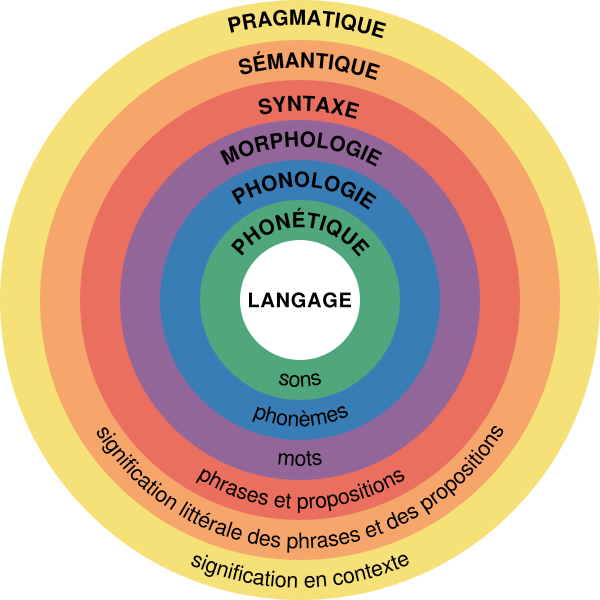 PRAGMATIQUE
SÉMANTIQUE
SYNTAXE
MORPHOLOGIE
PHONOLOGIE
PHONÉTIQUE
LANGAGE
sons
phonèmes
mots
phrases et propositions
signification littérale des phrases et des propositions
signification en contexte